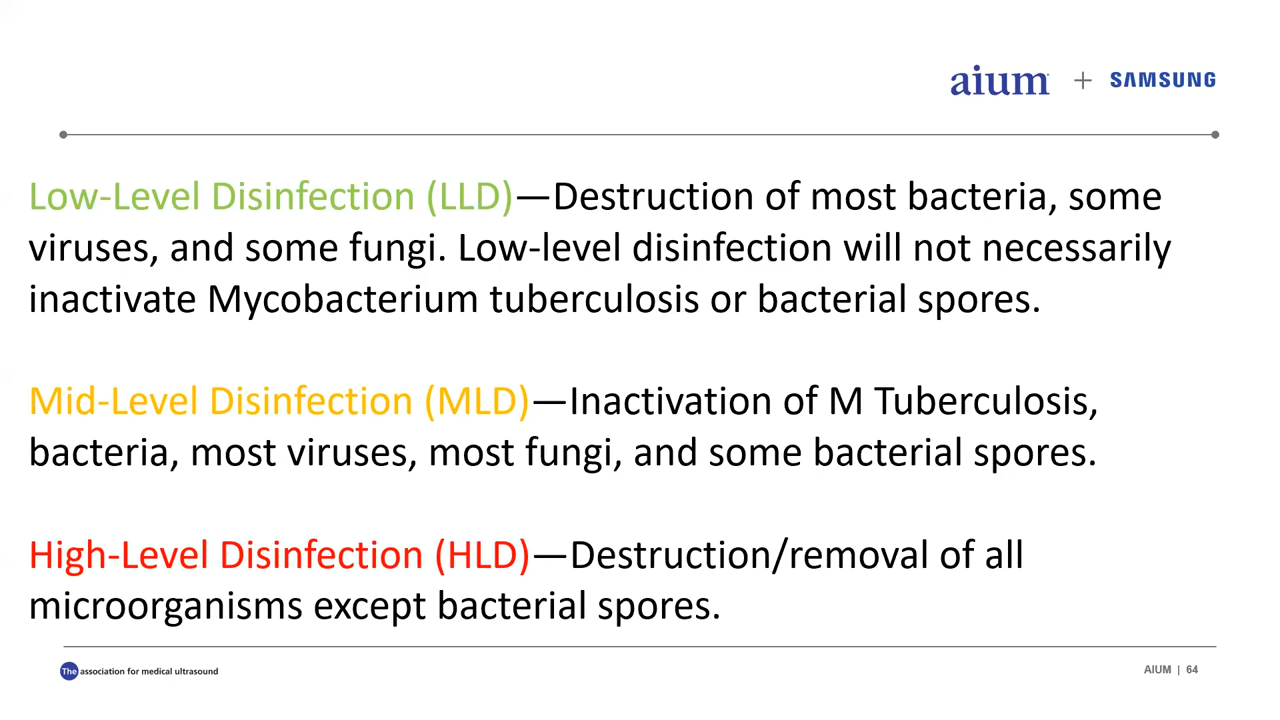 aium + SAMSUNG
Low-Level Disinfection (LLD)—Destruction of most bacteria, some
viruses, and some fungi. Low-level disinfection will not necessarily
inactivate Mycobacterium tuberculosis or bacterial spores.
Mid-Level Disinfection (MLD)—Inactivation of M Tuberculosis,
bacteria, most viruses, most fungi, and some bacterial spores.
High-Level Disinfection (HLD)—Destruction/removal of all
microorganisms except bacterial spores.
The association for medical ultrasound
AIUM | 64